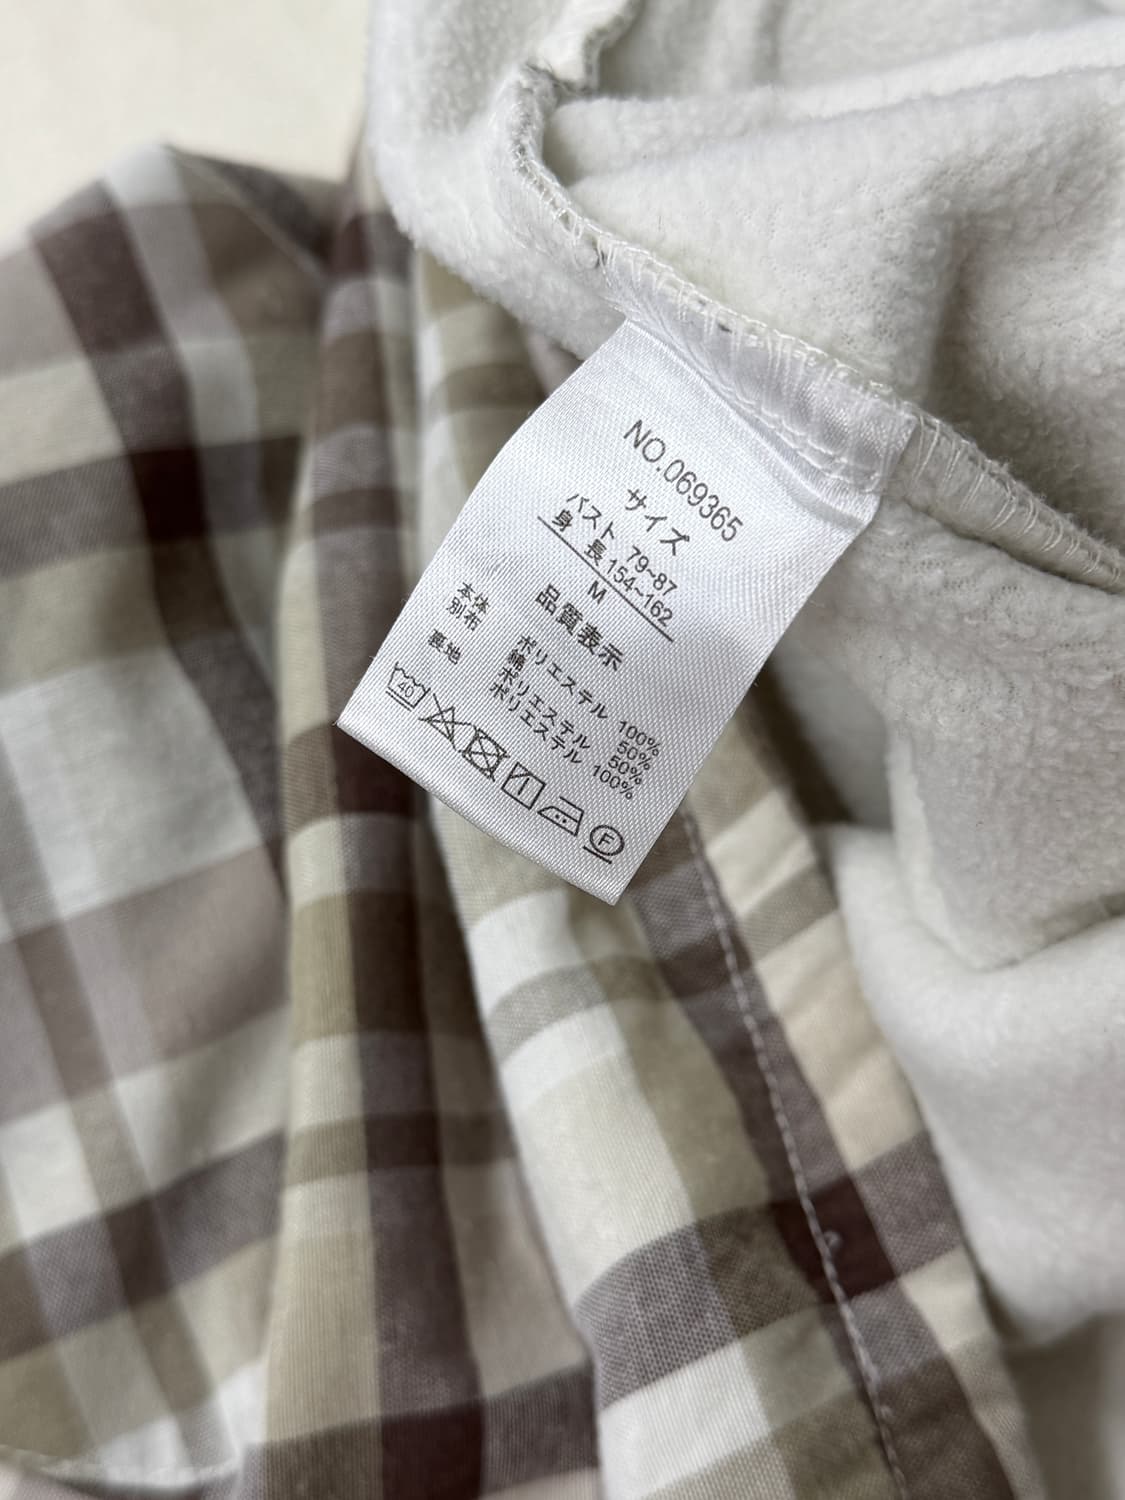 NO.069365
サイズ
バスト 79~87
身 長 154~162
M
品質表示
本体 ポリエステル 100%
別布 綿 50%
ポリエステル 50%
裏地 ポリエステル 100%
40
F